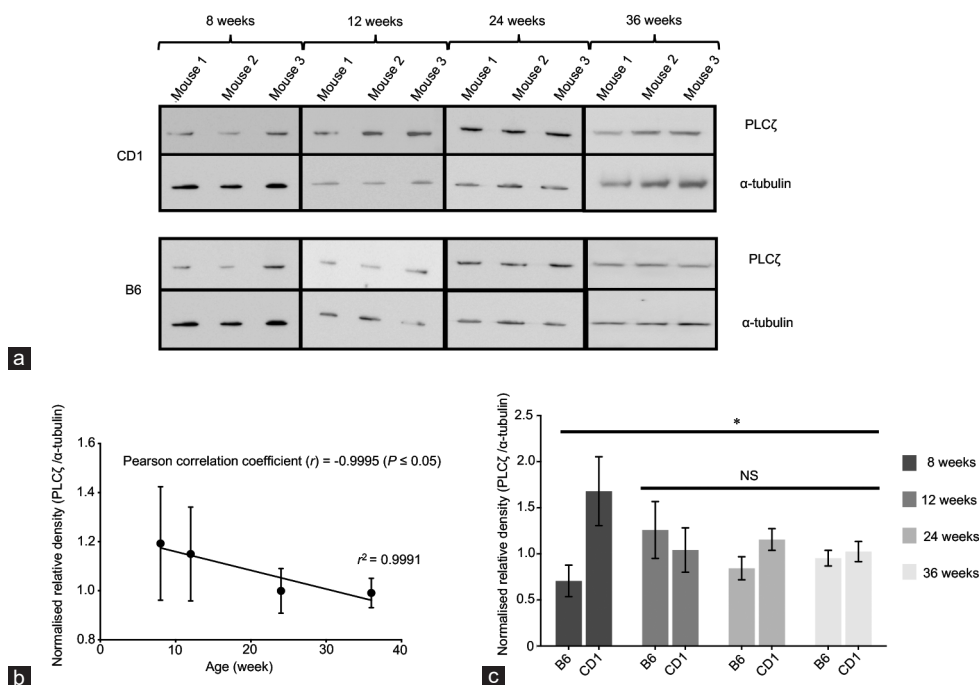 8 weeks 12 weeks 24 weeks 36 weeks
Mouse 1 Mouse 2 Mouse 3 Mouse 1 Mouse 2 Mouse 3 Mouse 1 Mouse 2 Mouse 3 Mouse 1 Mouse 2 Mouse 3
CD1
PLCζ
α-tubulin
B6
PLCζ
α-tubulin
a
Normalised relative density (PLCζ /α-tubulin)
1.6
1.4
1.2
1.0
0.8
Pearson correlation coefficient (r) = -0.9995 (P ≤ 0.05)
r² = 0.9991
0 10 20 30 40
Age (week)
b
Normalised relative density (PLCζ /α-tubulin)
2.5
2.0
1.5
1.0
0.5
0
*
NS
B6 CD1 B6 CD1 B6 CD1 B6 CD1
8 weeks
12 weeks
24 weeks
36 weeks
c